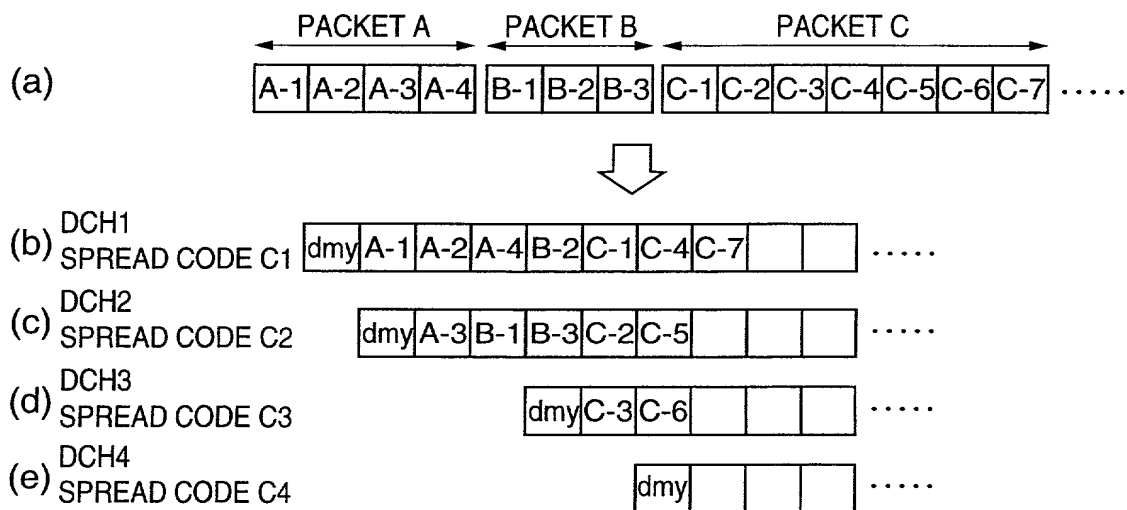 PACKET A PACKET B PACKET C
(a) A-1 A-2 A-3 A-4 B-1 B-2 B-3 C-1 C-2 C-3 C-4 C-5 C-6 C-7 .....
(b) DCH1
SPREAD CODE C1 dmy A-1 A-2 A-4 B-2 C-1 C-4 C-7 .....
(c) DCH2
SPREAD CODE C2 dmy A-3 B-1 B-3 C-2 C-5 .....
(d) DCH3
SPREAD CODE C3 dmy C-3 C-6 .....
(e) DCH4
SPREAD CODE C4 dmy .....